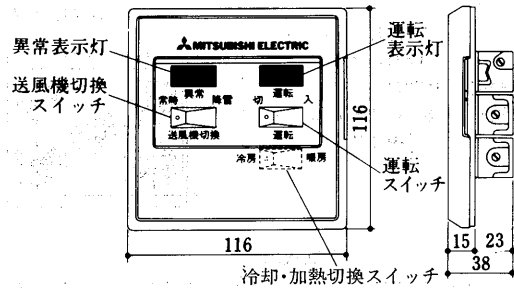 異常表示灯
運転
表示灯
送風機切換
スイッチ
MITSUBISHI ELECTRIC
異常
運転
常時
降雪
切
入
送風機切換
運転
冷房
暖房
運転
スイッチ
冷却・加熱切換スイッチ
116
116
15
23
38